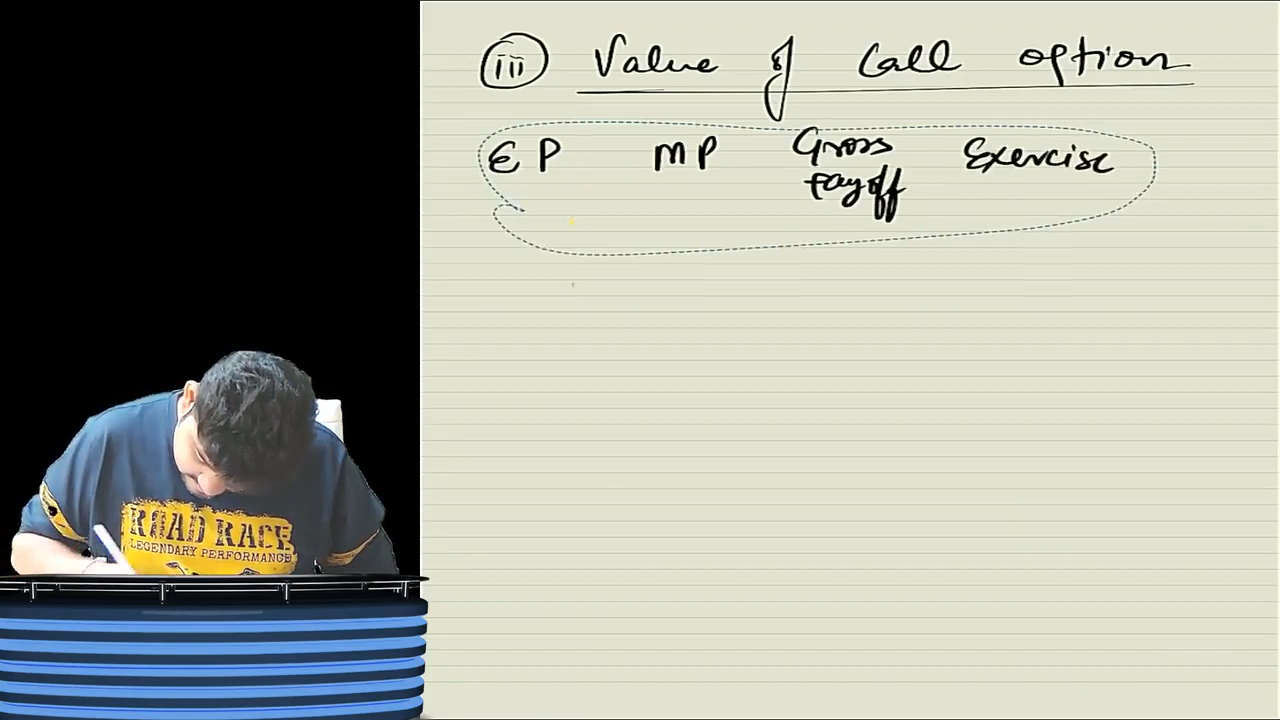 (iii) Value of Call option
EP MP Gross Payoff Exercise
ROAD RACE
LEGENDARY PERFORMANCE